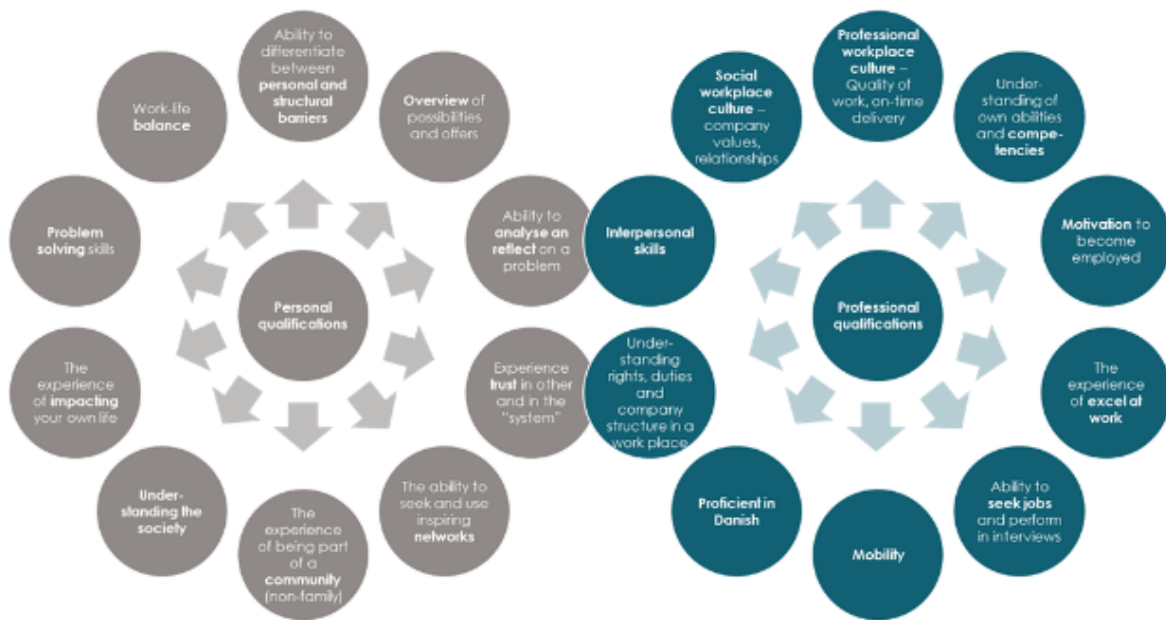 Ability to
differentiate
between
personal and
structural
barriers
Overview of
possibilities
and offers
Ability to
analyse an
reflect on a
problem
Experience
trust in other
and in the
"system"
The ability to
seek and use
inspiring
networks
The
experience
of being part
of a
community
(non-family)
Under-
standing the
society
The
experience
of impacting
your own life
Problem
solving skills
Work-life
balance
Personal
qualifications
Professional
workplace
culture –
Quality of
work, on-time
delivery
Under-
standing of
own abilities
and compe-
tencies
Motivation to
become
employed
The
experience
of excel at
work
Ability to
seek jobs
and perform
in interviews
Mobility
Proficient in
Danish
Under-
standing
rights, duties
and
company
structure in a
work place
Interpersonal
skills
Social
workplace
culture –
company
values,
relationships
Professional
qualifications